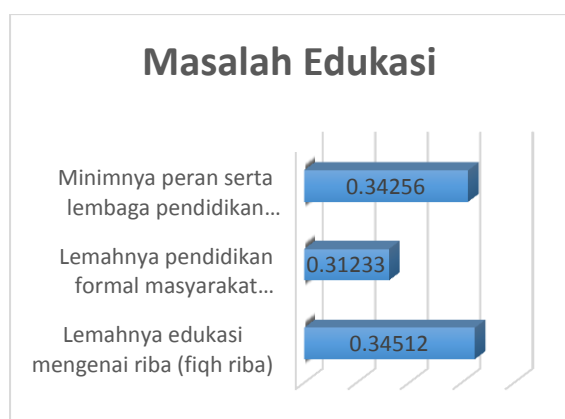 Masalah Edukasi
Minimnya peran serta
lembaga pendidikan...
0.34256
Lemahnya pendidikan
formal masyarakat...
0.31233
Lemahnya edukasi
mengenai riba (fiqh riba)
0.34512